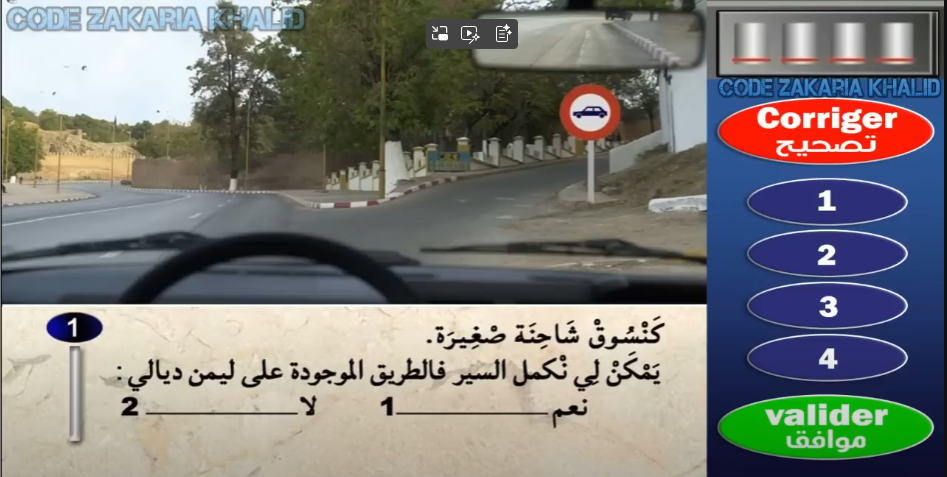 CODE ZAKARIA KHALID
CODE ZAKARIA KHALID
Corriger
تصحيح
1
2
3
4
valider
موافق
1
كَنْسُوقْ شَاحِنَة صْغِيرَة.
يَمْكَنْ لِي نْكمل السير فالطريق الموجودة على ليمن ديالي:
نعم 1 لا 2